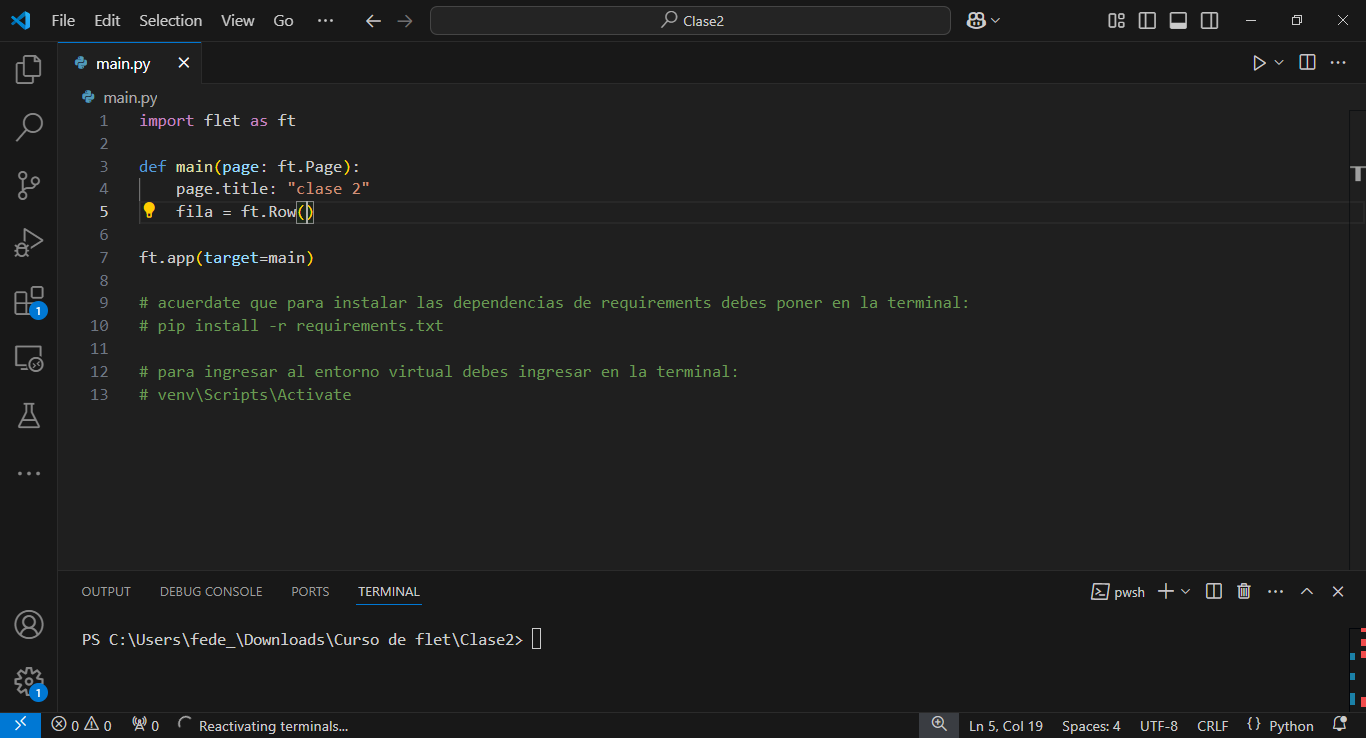 File Edit Selection View Go ··· Clase2
main.py
main.py
1 import flet as ft
2
3 def main(page: ft.Page):
4 page.title: "clase 2"
5 fila = ft.Row()
6
7 ft.app(target=main)
8
9 # acuerdate que para instalar las dependencias de requirements debes poner en la terminal:
10 # pip install -r requirements.txt
11
12 # para ingresar al entorno virtual debes ingresar en la terminal:
13 # venv\Scripts\Activate
1
1
OUTPUT DEBUG CONSOLE PORTS TERMINAL pwsh
PS C:\Users\fede_\Downloads\Curso de flet\Clase2>
0 0 0 Reactivating terminals... Ln 5, Col 19 Spaces: 4 UTF-8 CRLF {} Python